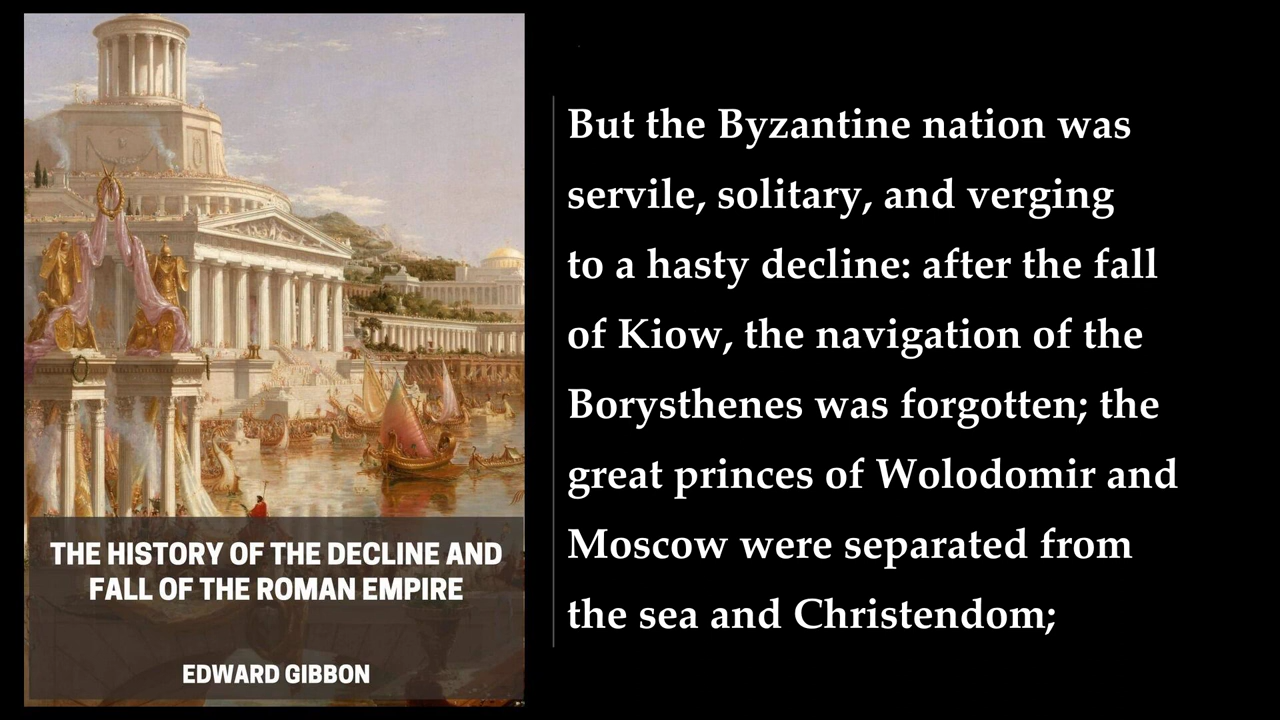 THE HISTORY OF THE DECLINE AND
FALL OF THE ROMAN EMPIRE
EDWARD GIBBON
But the Byzantine nation was
servile, solitary, and verging
to a hasty decline: after the fall
of Kiow, the navigation of the
Borysthenes was forgotten; the
great princes of Wolodomir and
Moscow were separated from
the sea and Christendom;